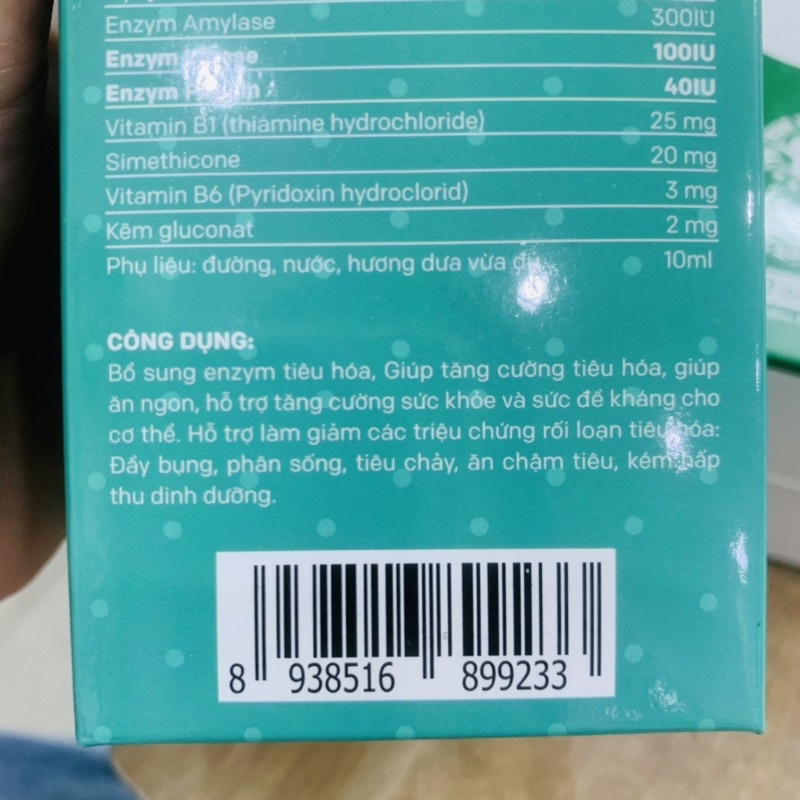 Enzym Amylase 300IU
Enzym 100IU
Enzym 40IU
Vitamin B1 (thiamine hydrochloride) 25 mg
Simethicone 20 mg
Vitamin B6 (Pyridoxin hydroclorid) 3 mg
Kẽm gluconat 2 mg
Phụ liệu: đường, nước, hương dưa vừa đủ 10ml
CÔNG DỤNG:
Bổ sung enzym tiêu hóa, Giúp tăng cường tiêu hóa, giúp
ăn ngon, hỗ trợ tăng cường sức khỏe và sức đề kháng cho
cơ thể. Hỗ trợ làm giảm các triệu chứng rối loạn tiêu hóa:
Đầy bụng, phân sống, tiêu chảy, ăn chậm tiêu, kém hấp
thu dinh dưỡng.
8 938516 899233